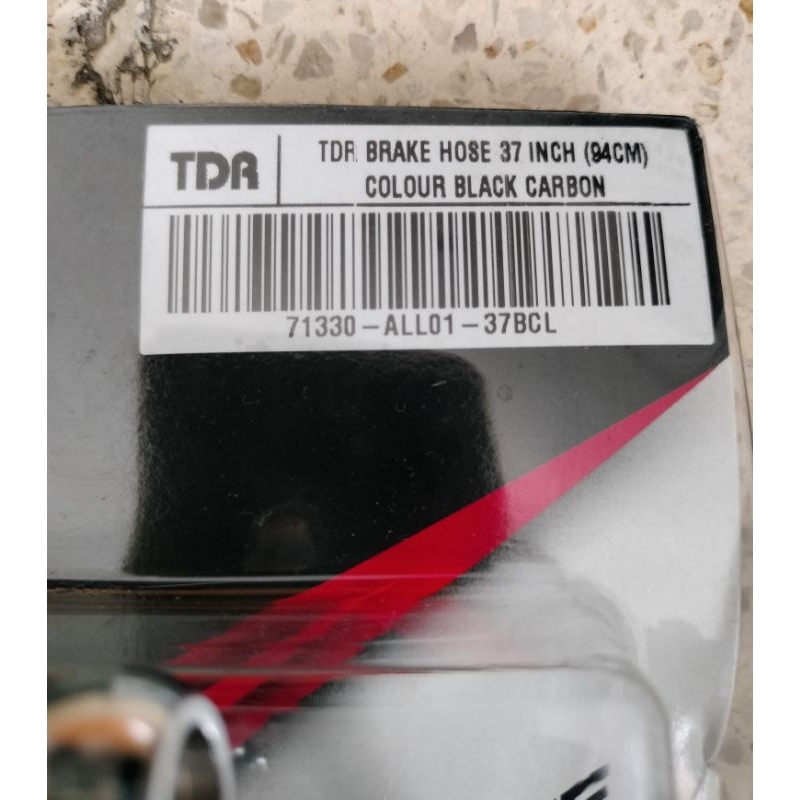 TDR
TDR BRAKE HOSE 37 INCH (94CM)
COLOUR BLACK CARBON
71330-ALL01-37BCL